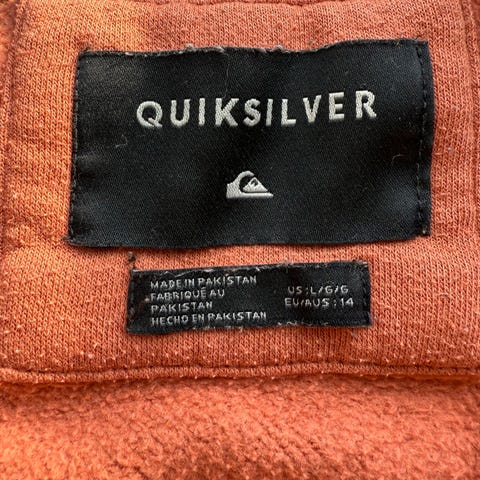 QUIKSILVER
MADE IN PAKISTAN
FABRIQUÉ AU
PAKISTAN
HECHO EN PAKISTAN
US : L/G/G
EU/AUS : 14